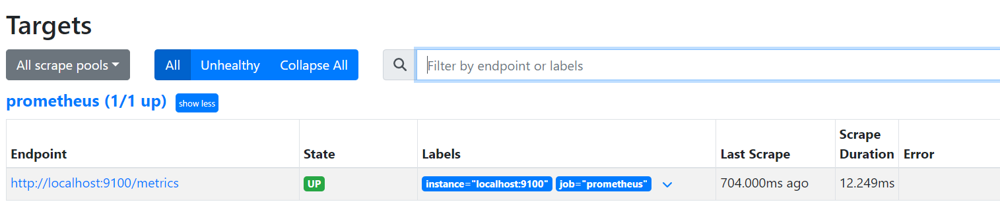 Targets
All scrape pools All Unhealthy Collapse All Filter by endpoint or labels
prometheus (1/1 up) show less
Endpoint State Labels Last Scrape Scrape Duration Error
http://localhost:9100/metrics UP instance="localhost:9100" job="prometheus" 704.000ms ago 12.249ms